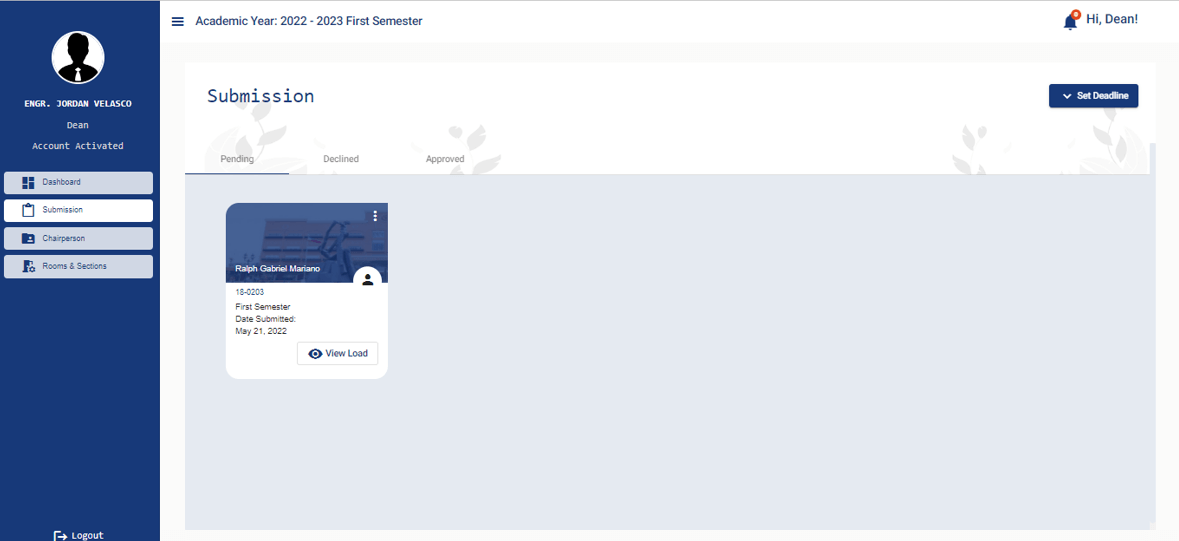 Academic Year: 2022 - 2023 First Semester
Hi, Dean!
ENGR. JORDAN VELASCO
Dean
Account Activated
Dashboard
Submission
Chairperson
Rooms & Sections
Logout
Submission
Set Deadline
Pending Declined Approved
Ralph Gabriel Mariano
18-0203
First Semester
Date Submitted:
May 21, 2022
View Load